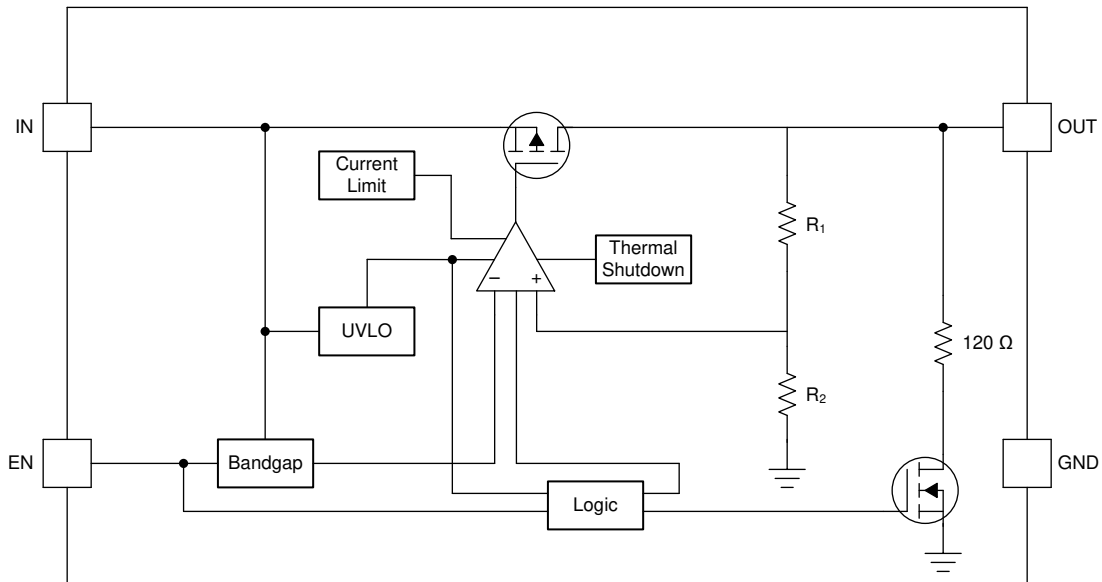 IN
OUT
Current
Limit
R₁
Thermal
Shutdown
− +
UVLO
120 Ω
R₂
EN
Bandgap
GND
Logic